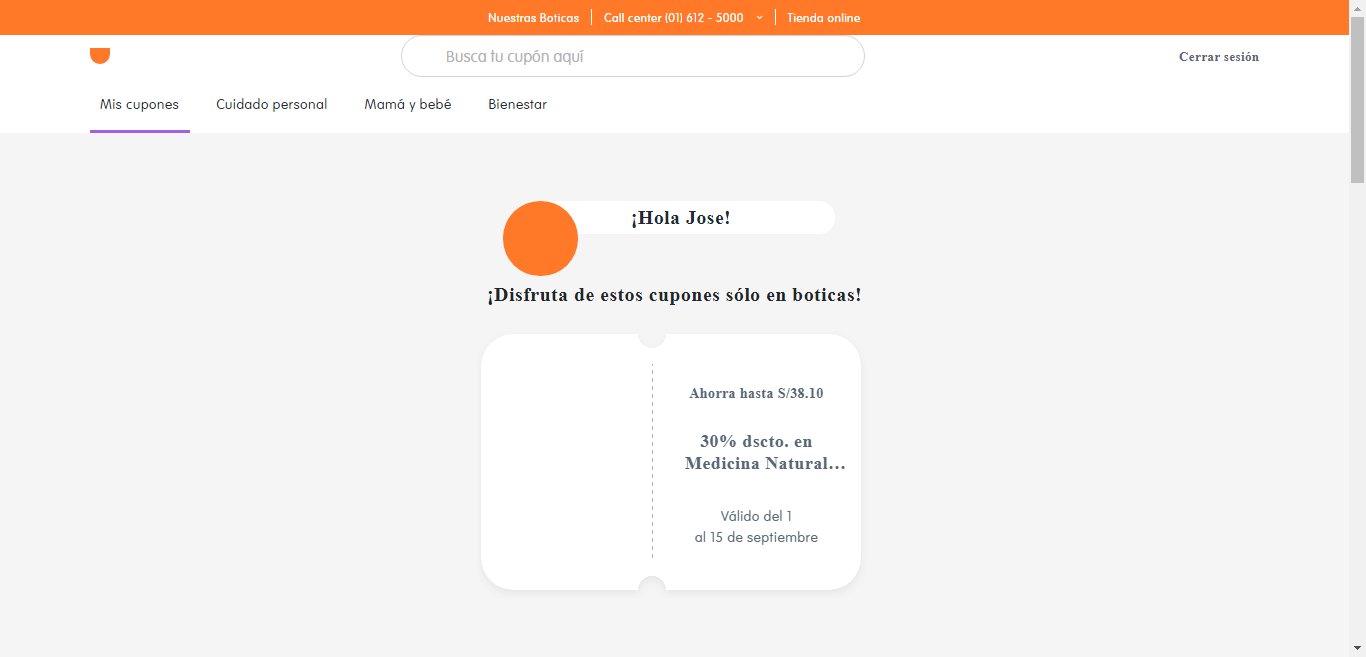 Nuestras Boticas
Call center (01) 612 - 5000
Tienda online
Busca tu cupón aquí
Cerrar sesión
Mis cupones
Cuidado personal
Mamá y bebé
Bienestar
¡Hola Jose!
¡Disfruta de estos cupones sólo en boticas!
Ahorra hasta S/38.10
30% dscto. en
Medicina Natural...
Válido del 1
al 15 de septiembre